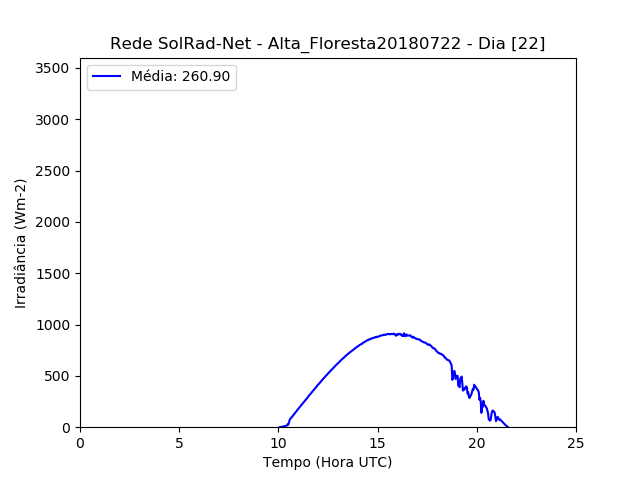 Rede SolRad-Net - Alta_Floresta20180722 - Dia [22]
Média: 260.90
3500
3000
2500
2000
1500
1000
500
0
Irradiância (Wm-2)
0 5 10 15 20 25
Tempo (Hora UTC)